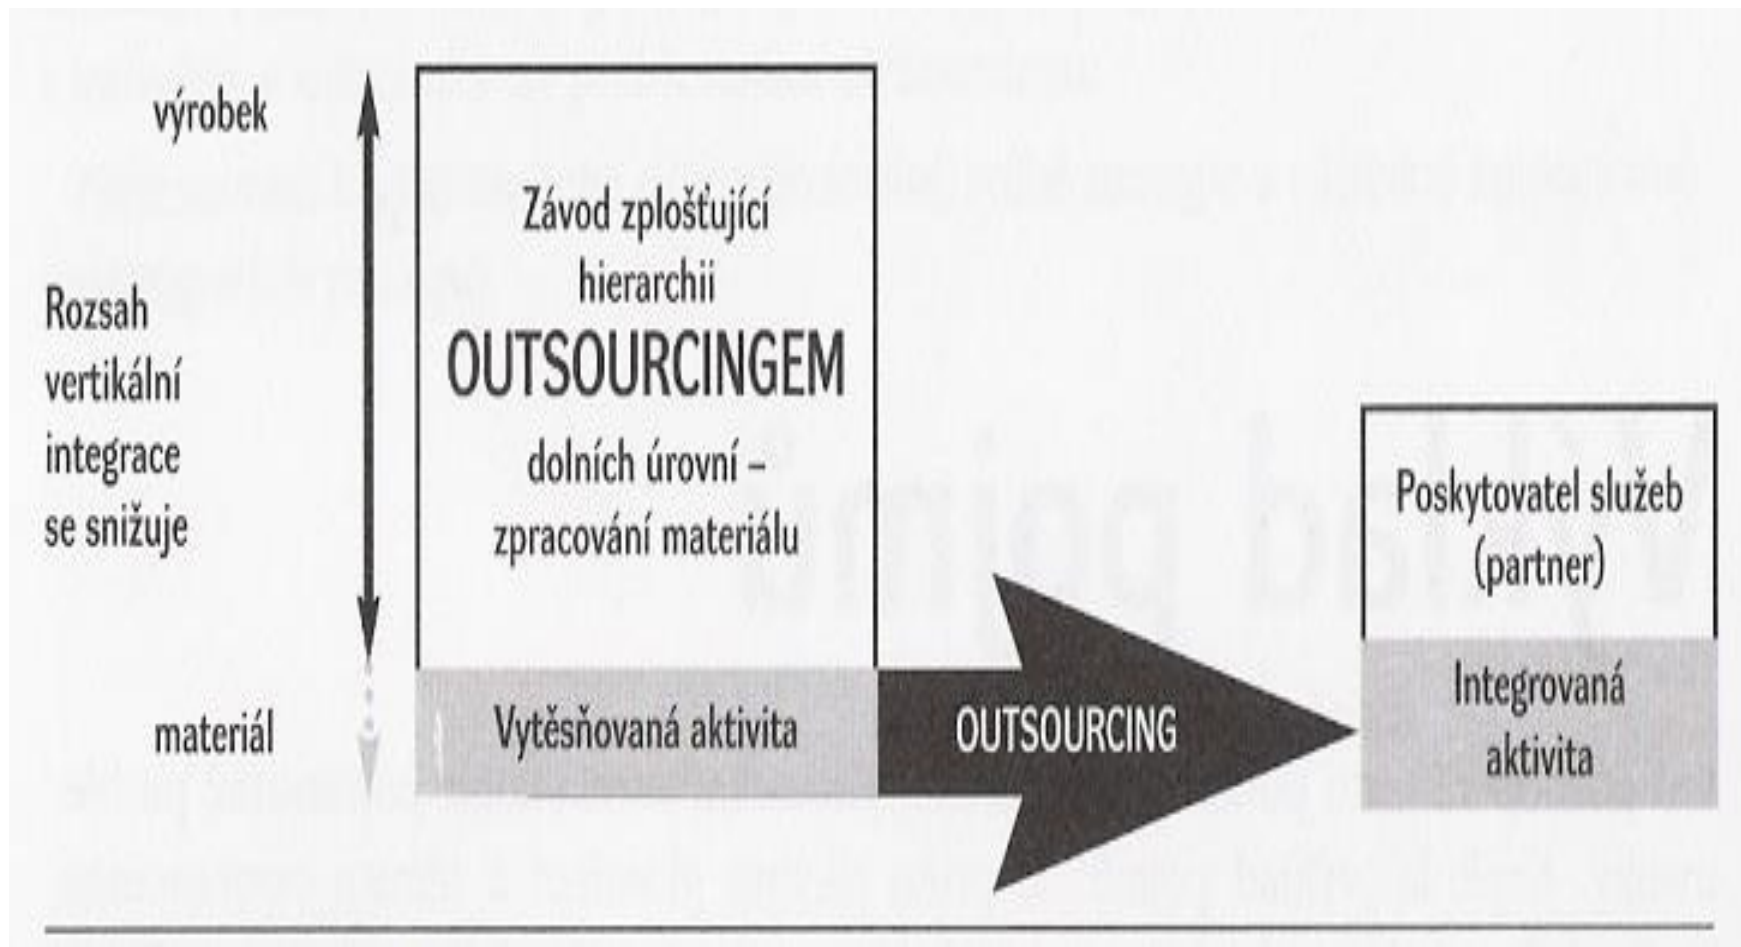 výrobek
Rozsah
vertikální
integrace
se snižuje
materiál
Závod zplošťující
hierarchii
OUTSOURCINGEM
dolních úrovní –
zpracování materiálu
Vytěsňovaná aktivita
OUTSOURCING
Poskytovatel služeb
(partner)
Integrovaná
aktivita